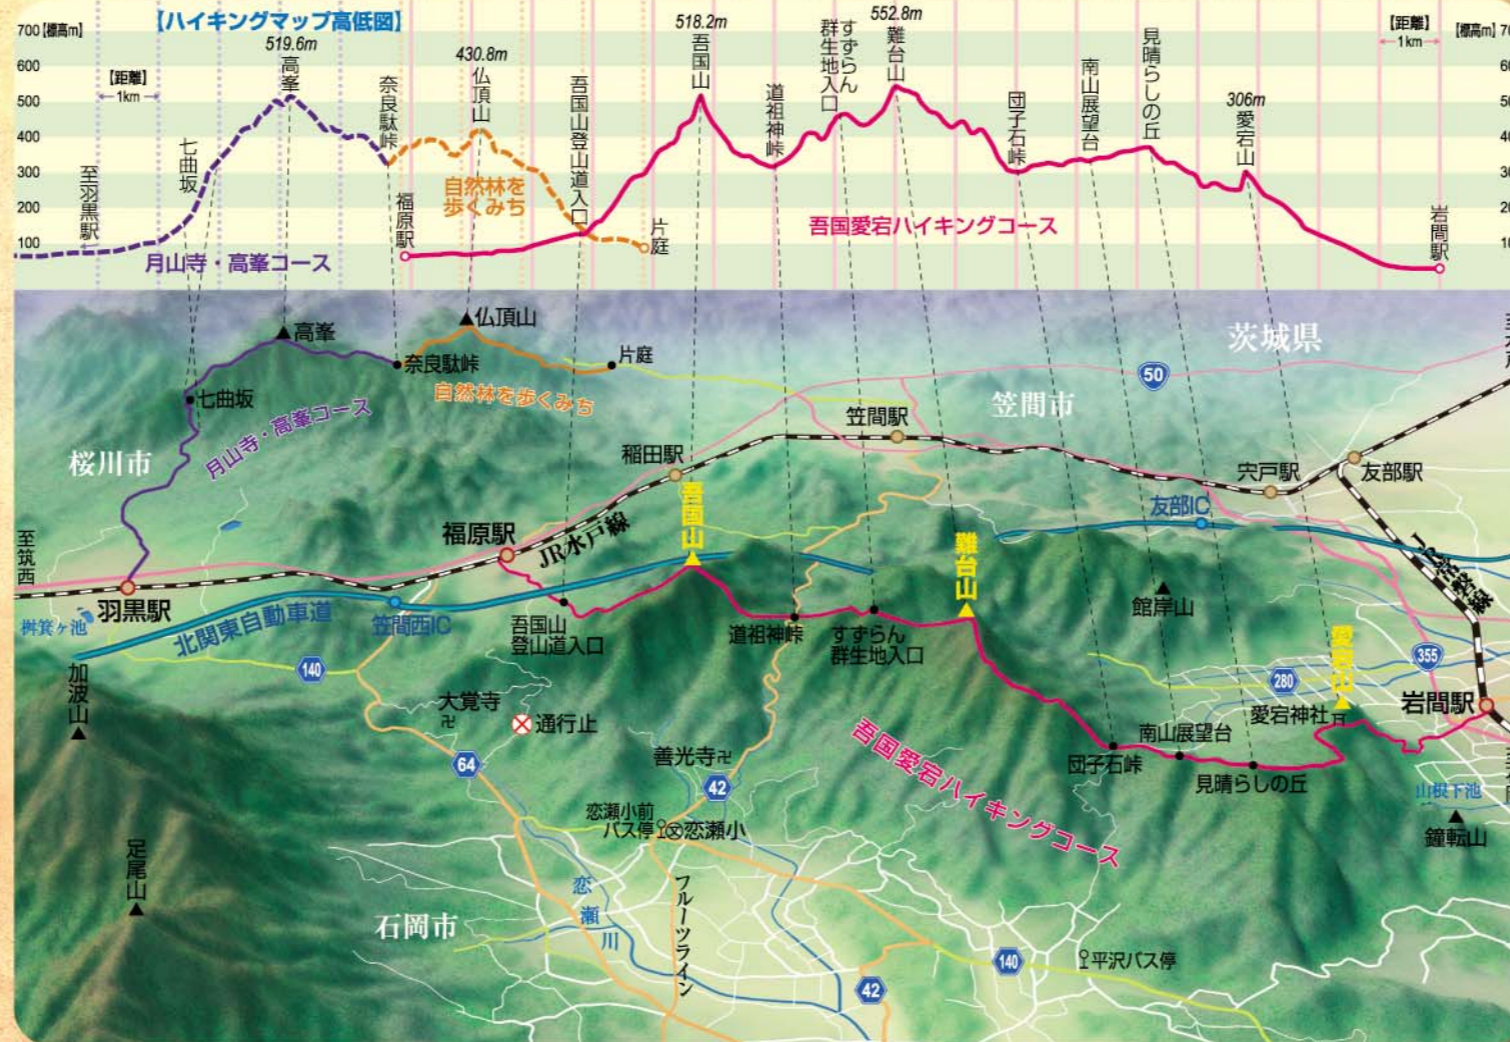 【ハイキングマップ高低図】
700【標高m】
600
500
400
300
200
100
【距離】
1km
519.6m
高峯
430.8m
仏頂山
518.2m
吾国山
552.8m
難台山
306m
愛宕山
【距離】
1km
【標高m】
至羽黒駅
七曲坂
奈良駄峠
福原駅
吾国山登山道入口
片庭
道祖神峠
すずらん
群生地入口
団子石峠
南山展望台
見晴らしの丘
岩間駅
月山寺・高峯コース
自然林を
歩くみち
吾国愛宕ハイキングコース
高峯
仏頂山
奈良駄峠
片庭
七曲坂
月山寺・高峯コース
自然林を歩くみち
茨城県
50
笠間市
桜川市
笠間駅
稲田駅
宍戸駅
友部駅
友部IC
吾国山
福原駅
JR水戸線
至筑西
羽黒駅
桝箕ヶ池
北関東自動車道
笠間西IC
吾国山
登山道入口
道祖神峠
すずらん
群生地入口
難台山
館岸山
JR常磐線
愛宕山
355
280
愛宕神社
岩間駅
140
加波山
大覚寺
通行止
64
善光寺
42
吾国愛宕ハイキングコース
団子石峠
南山展望台
見晴らしの丘
山根下池
鐘転山
恋瀬小前
バス停
恋瀬小
足尾山
石岡市
恋瀬川
フルーツライン
42
140
平沢バス停